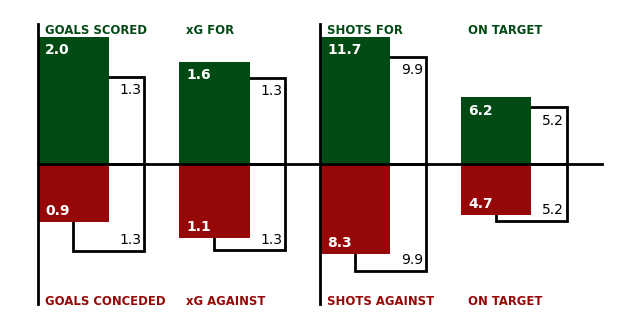 GOALS SCORED xG FOR SHOTS FOR ON TARGET
2.0 1.3 1.6 1.3 11.7 9.9 6.2 5.2
0.9 1.3 1.1 1.3 8.3 9.9 4.7 5.2
GOALS CONCEDED xG AGAINST SHOTS AGAINST ON TARGET